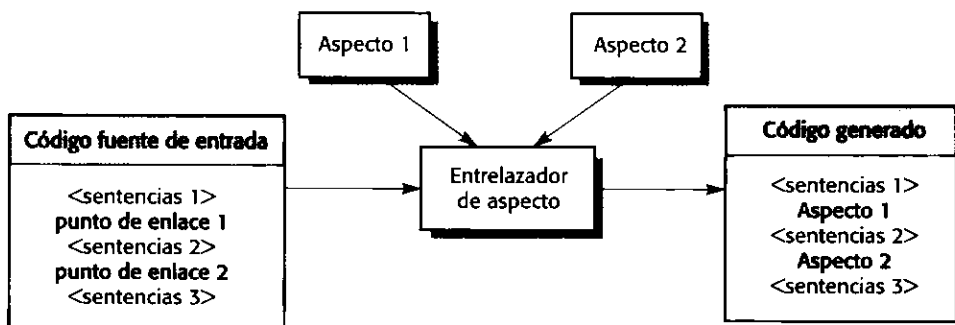 Aspecto 1
Aspecto 2
Código fuente de entrada
<sentencias 1>
punto de enlace 1
<sentencias 2>
punto de enlace 2
<sentencias 3>
Entrelazador
de aspecto
Código generado
<sentencias 1>
Aspecto 1
<sentencias 2>
Aspecto 2
<sentencias 3>